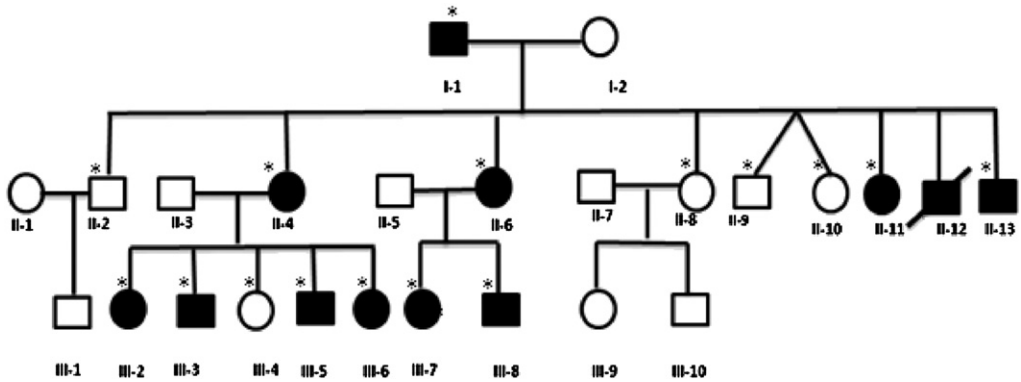 *
I-1 I-2
* * * * * * * *
II-1 II-2 II-3 II-4 II-5 II-6 II-7 II-8 II-9 II-10 II-11 II-12 II-13
* * * * * * *
III-1 III-2 III-3 III-4 III-5 III-6 III-7 III-8 III-9 III-10